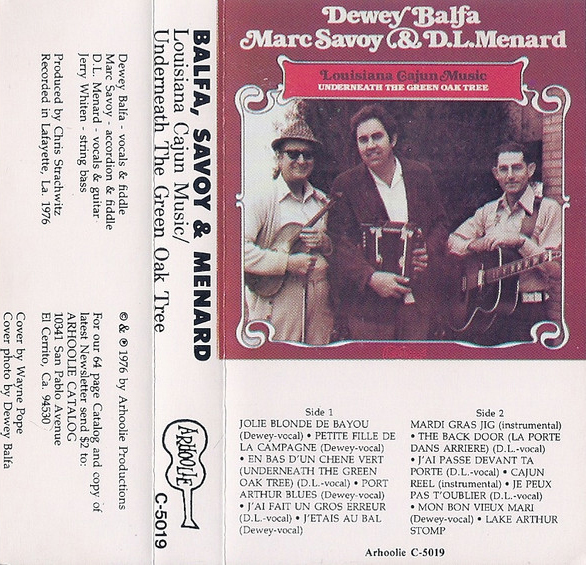 Dewey Balfa
Marc Savoy & D.L. Menard
Louisiana Cajun Music
UNDERNEATH THE GREEN OAK TREE
Side 1
JOLIE BLONDE DE BAYOU
(Dewey-vocal) • PETITE FILLE DE
LA CAMPAGNE (Dewey-vocal)
• EN BAS D'UN CHENE VERT
(UNDERNEATH THE GREEN
OAK TREE) (D.L.-vocal) • PORT
ARTHUR BLUES (Dewey-vocal)
• J'AI FAIT UN GROS ERREUR
(D.L.-vocal) • J'ETAIS AU BAL
(Dewey-vocal)
Side 2
MARDI GRAS JIG (instrumental)
• THE BACK DOOR (LA PORTE
DANS ARRIERE) (D.L.-vocal)
• J'AI PASSE DEVANT TA
PORTE (D.L.-vocal) • CAJUN
REEL (instrumental) • JE PEUX
PAS T'OUBLIER (D.L.-vocal)
• MON BON VIEUX MARI
(Dewey-vocal) • LAKE ARTHUR
STOMP
Arhoolie C-5019
BALFA, SAVOY & MENARD
Louisiana Cajun Music/
Underneath The Green Oak Tree
ARHOOLIE
C-5019
Dewey Balfa - vocals & fiddle
Marc Savoy - accordion & fiddle
D.L. Menard - vocals & guitar
Jerry Whiten - string bass
Produced by Chris Strachwitz
Recorded in Lafayette, La. 1976
© & ℗ 1976 by Arhoolie Productions
For our 64 page Catalog and copy of
latest Newsletter send $2 to:
ARHOOLIE CATALOG
10341 San Pablo Avenue
El Cerrito, Ca. 94530
Cover by Wayne Pope
Cover photo by Dewey Balfa